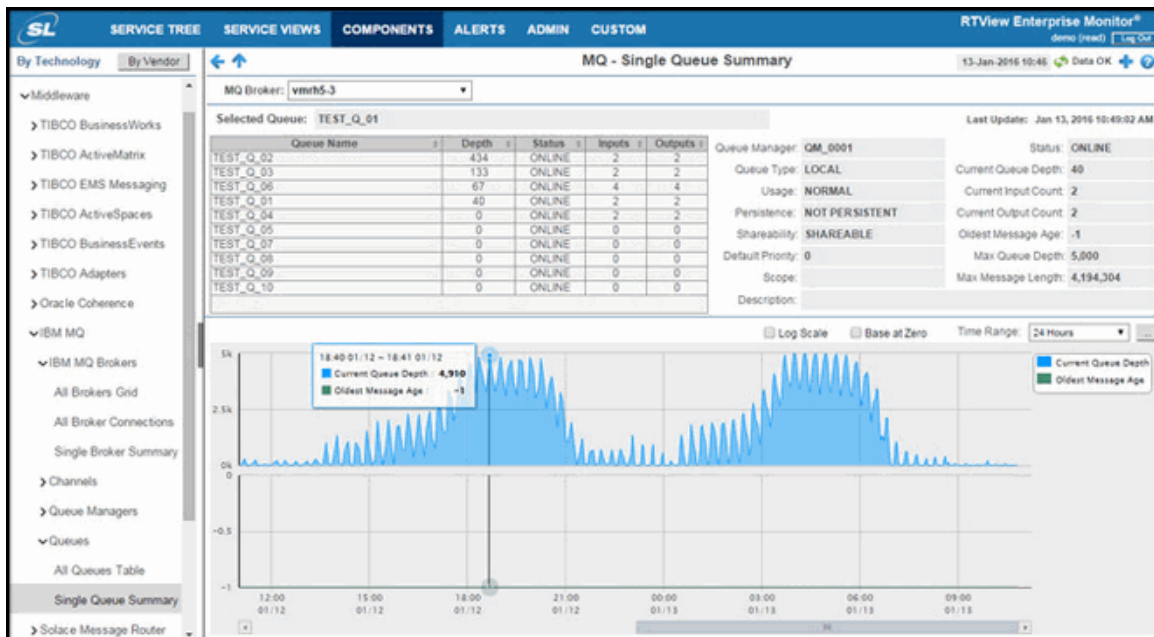 SL SERVICE TREE SERVICE VIEWS COMPONENTS ALERTS ADMIN CUSTOM RTView Enterprise Monitor®
demo (read) Log Out
By Technology By Vendor MQ - Single Queue Summary 13-Jan-2016 10:46 Data OK
Middleware
TIBCO BusinessWorks
TIBCO ActiveMatrix
TIBCO EMS Messaging
TIBCO ActiveSpaces
TIBCO BusinessEvents
TIBCO Adapters
Oracle Coherence
IBM MQ
IBM MQ Brokers
All Brokers Grid
All Broker Connections
Single Broker Summary
Channels
Queue Managers
Queues
All Queues Table
Single Queue Summary
Solace Message Router
MQ Broker: vmrh5-3
Selected Queue: TEST_Q_01 Last Update: Jan 13, 2016 10:49:02 AM
Queue Name Depth Status Inputs Outputs
TEST_Q_02 434 ONLINE 2 2
TEST_Q_03 133 ONLINE 2 2
TEST_Q_06 67 ONLINE 4 4
TEST_Q_01 40 ONLINE 2 2
TEST_Q_04 0 ONLINE 2 2
TEST_Q_05 0 ONLINE 0 0
TEST_Q_07 0 ONLINE 0 0
TEST_Q_08 0 ONLINE 0 0
TEST_Q_09 0 ONLINE 0 0
TEST_Q_10 0 ONLINE 0 0
Queue Manager: QM_0001 Status: ONLINE
Queue Type: LOCAL Current Queue Depth: 40
Usage: NORMAL Current Input Count: 2
Persistence: NOT PERSISTENT Current Output Count: 2
Shareability: SHAREABLE Oldest Message Age: -1
Default Priority: 0 Max Queue Depth: 5,000
Scope: Max Message Length: 4,194,304
Description:
Log Scale Base at Zero Time Range: 24 Hours ...
18:40 01/12 ~ 18:41 01/12
Current Queue Depth : 4,910
Oldest Message Age : -1
Current Queue Depth
Oldest Message Age
5k
2.5k
0k
0
-0.5
-1
12:00 15:00 18:00 21:00 00:00 03:00 06:00 09:00
01/12 01/12 01/12 01/12 01/13 01/13 01/13 01/13